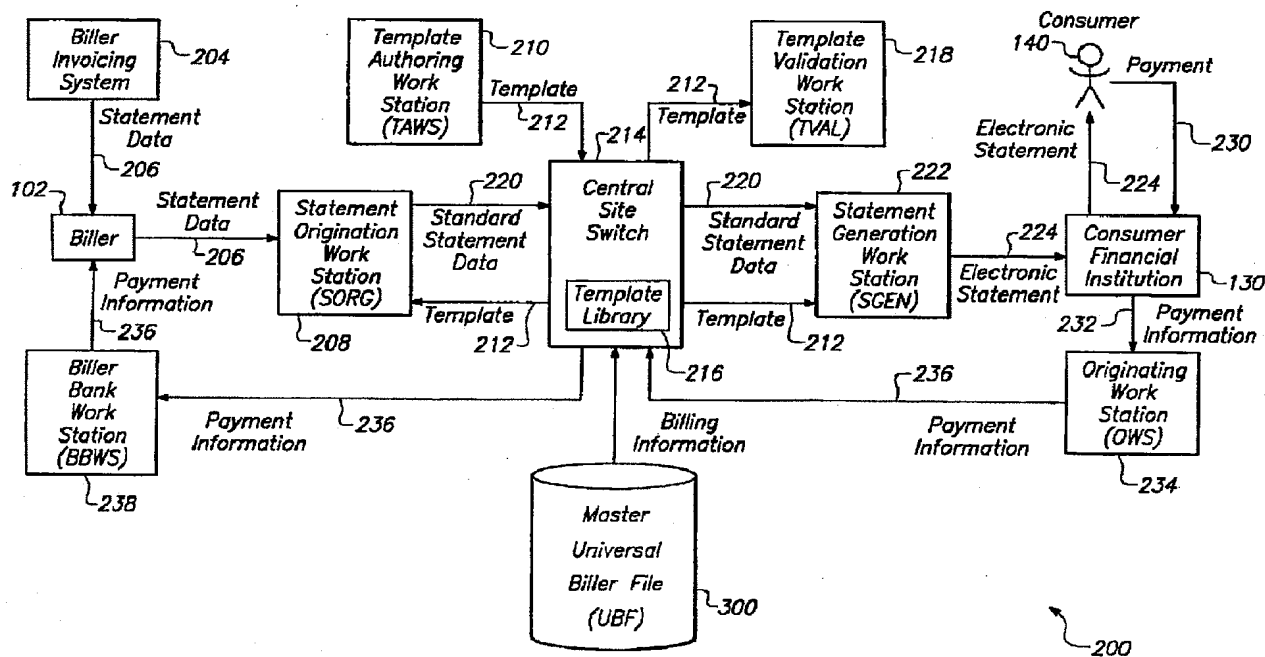 Biller
Invoicing
System
204
Statement
Data
206
102
Biller
Statement
Data
206
Payment
Information
236
Biller
Bank
Work
Station
(BBWS)
238
Template
Authoring
Work
Station
(TAWS)
210
Template
212
Statement
Origination
Work
Station
(SORG)
208
220
Standard
Statement
Data
Template
212
214
Central
Site
Switch
Template
Library
216
212
Template
Template
Validation
Work
Station
(TVAL)
218
220
Standard
Statement
Data
Template
212
222
Statement
Generation
Work
Station
(SGEN)
224
Electronic
Statement
Consumer
140
Payment
230
Electronic
Statement
224
Consumer
Financial
Institution
130
232
Payment
Information
Originating
Work
Station
(OWS)
234
236
Payment
Information
Payment
Information
236
Billing
Information
Master
Universal
Biller File
(UBF)
300
200